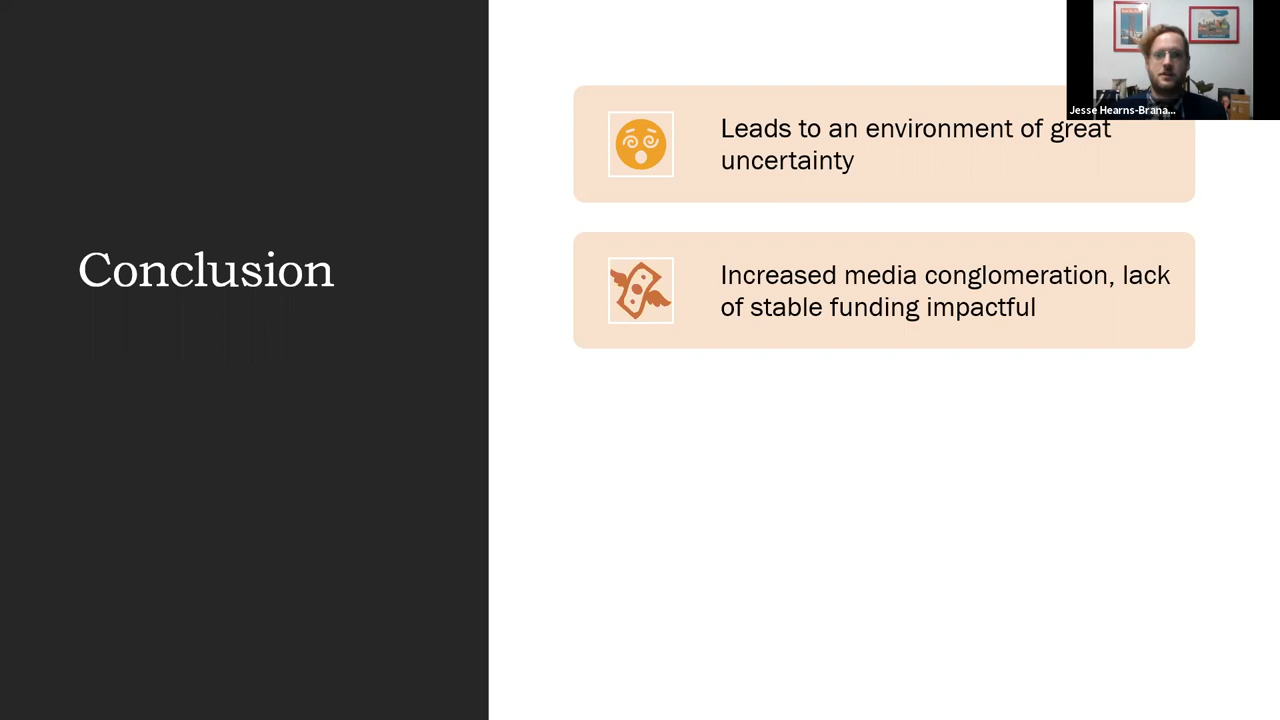 Jesse Hearns-Brana...
Leads to an environment of great
uncertainty
Conclusion
Increased media conglomeration, lack
of stable funding impactful